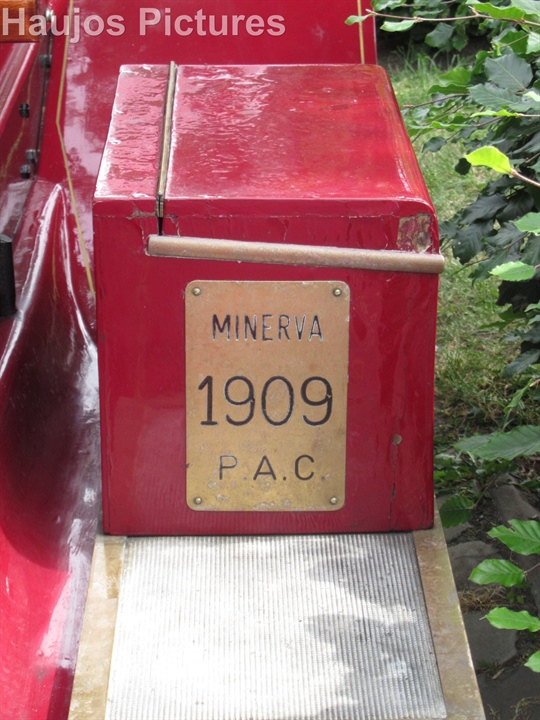 Haujos Pictures
MINERVA
1909
P.A.C.